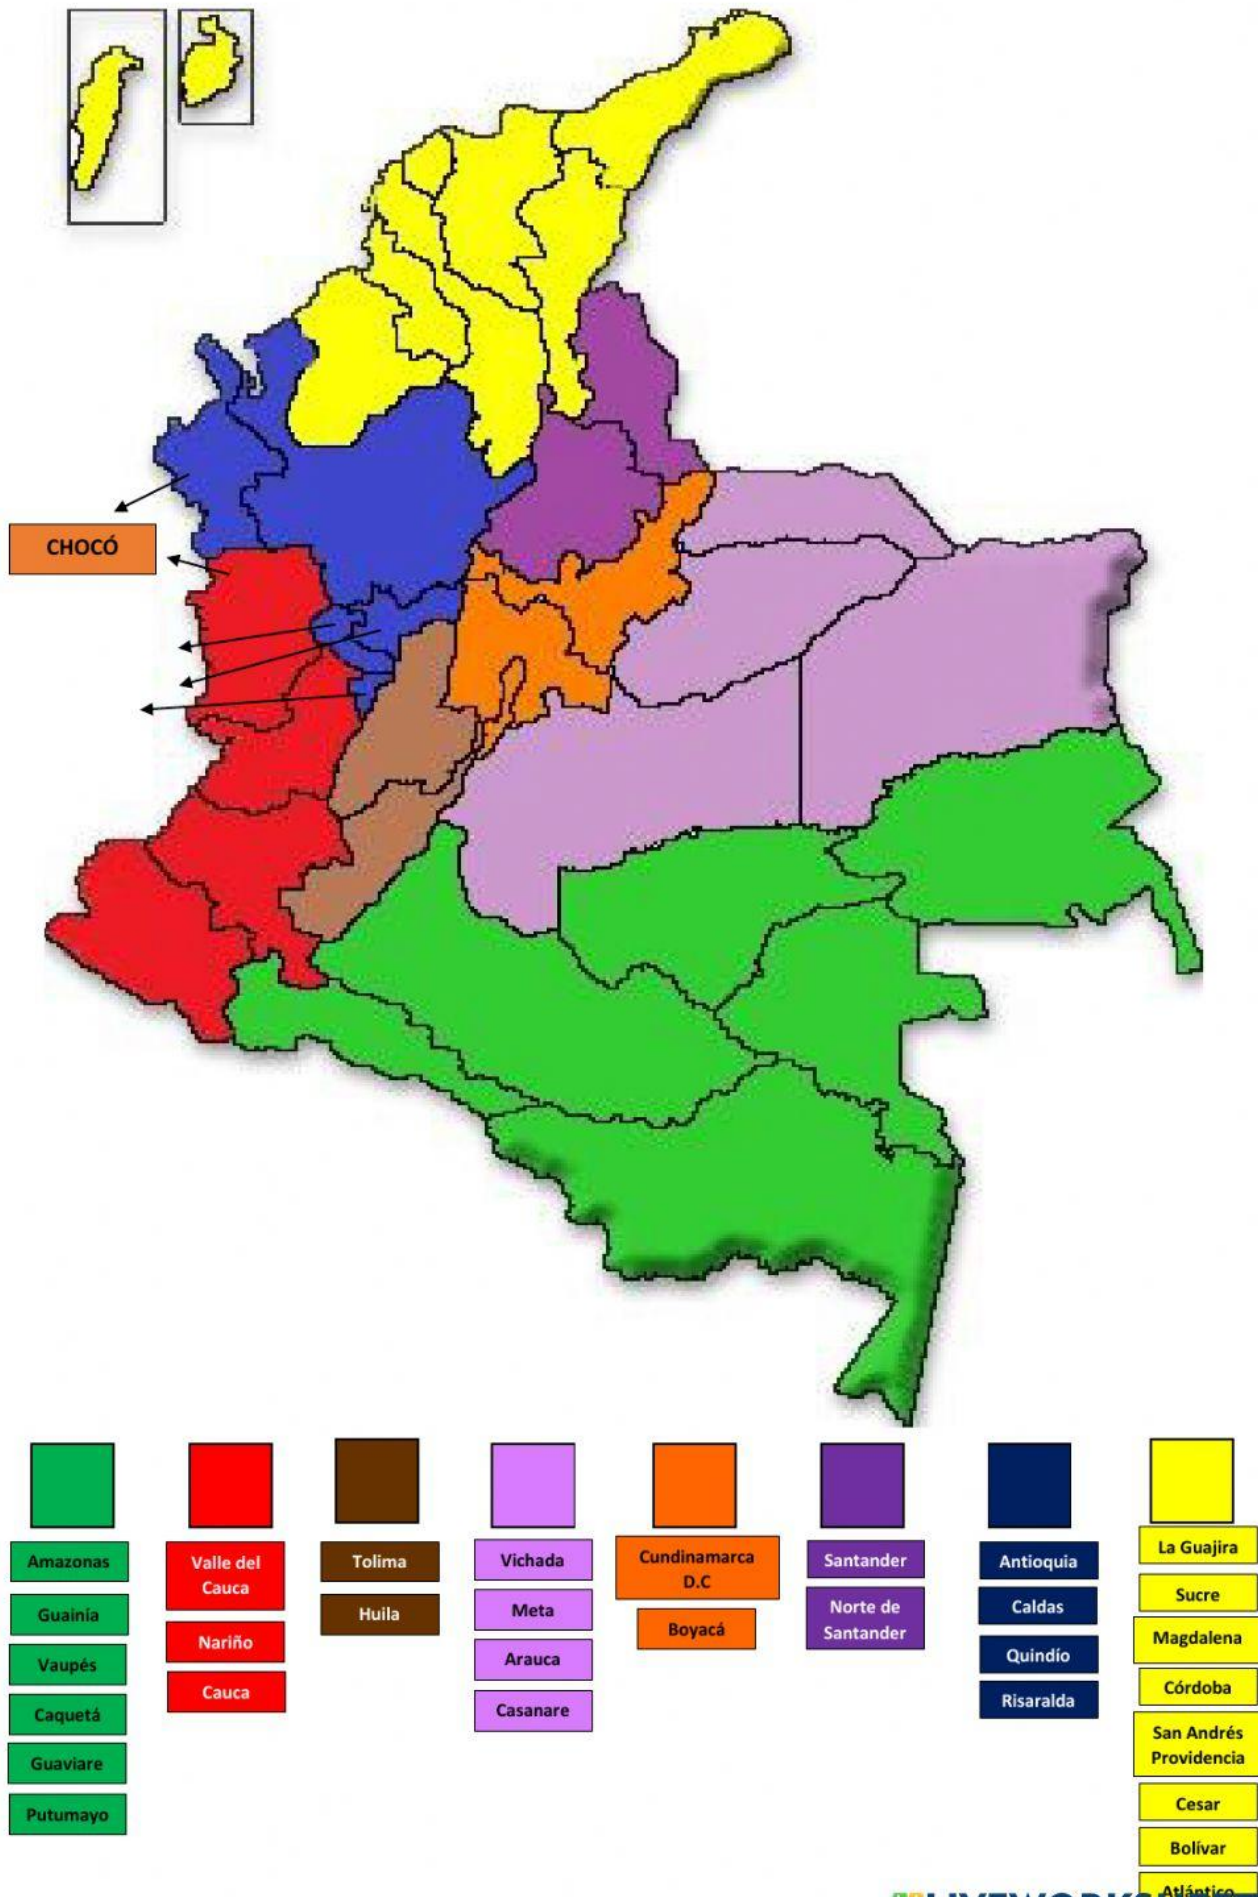 CHOCÓ
Amazonas
Guainía
Vaupés
Caquetá
Guaviare
Putumayo
Valle del
Cauca
Nariño
Cauca
Tolima
Huila
Vichada
Meta
Arauca
Casanare
Cundinamarca
D.C
Boyacá
Santander
Norte de
Santander
Antioquia
Caldas
Quindío
Risaralda
La Guajira
Sucre
Magdalena
Córdoba
San Andrés
Providencia
Cesar
Bolívar
Atlántico